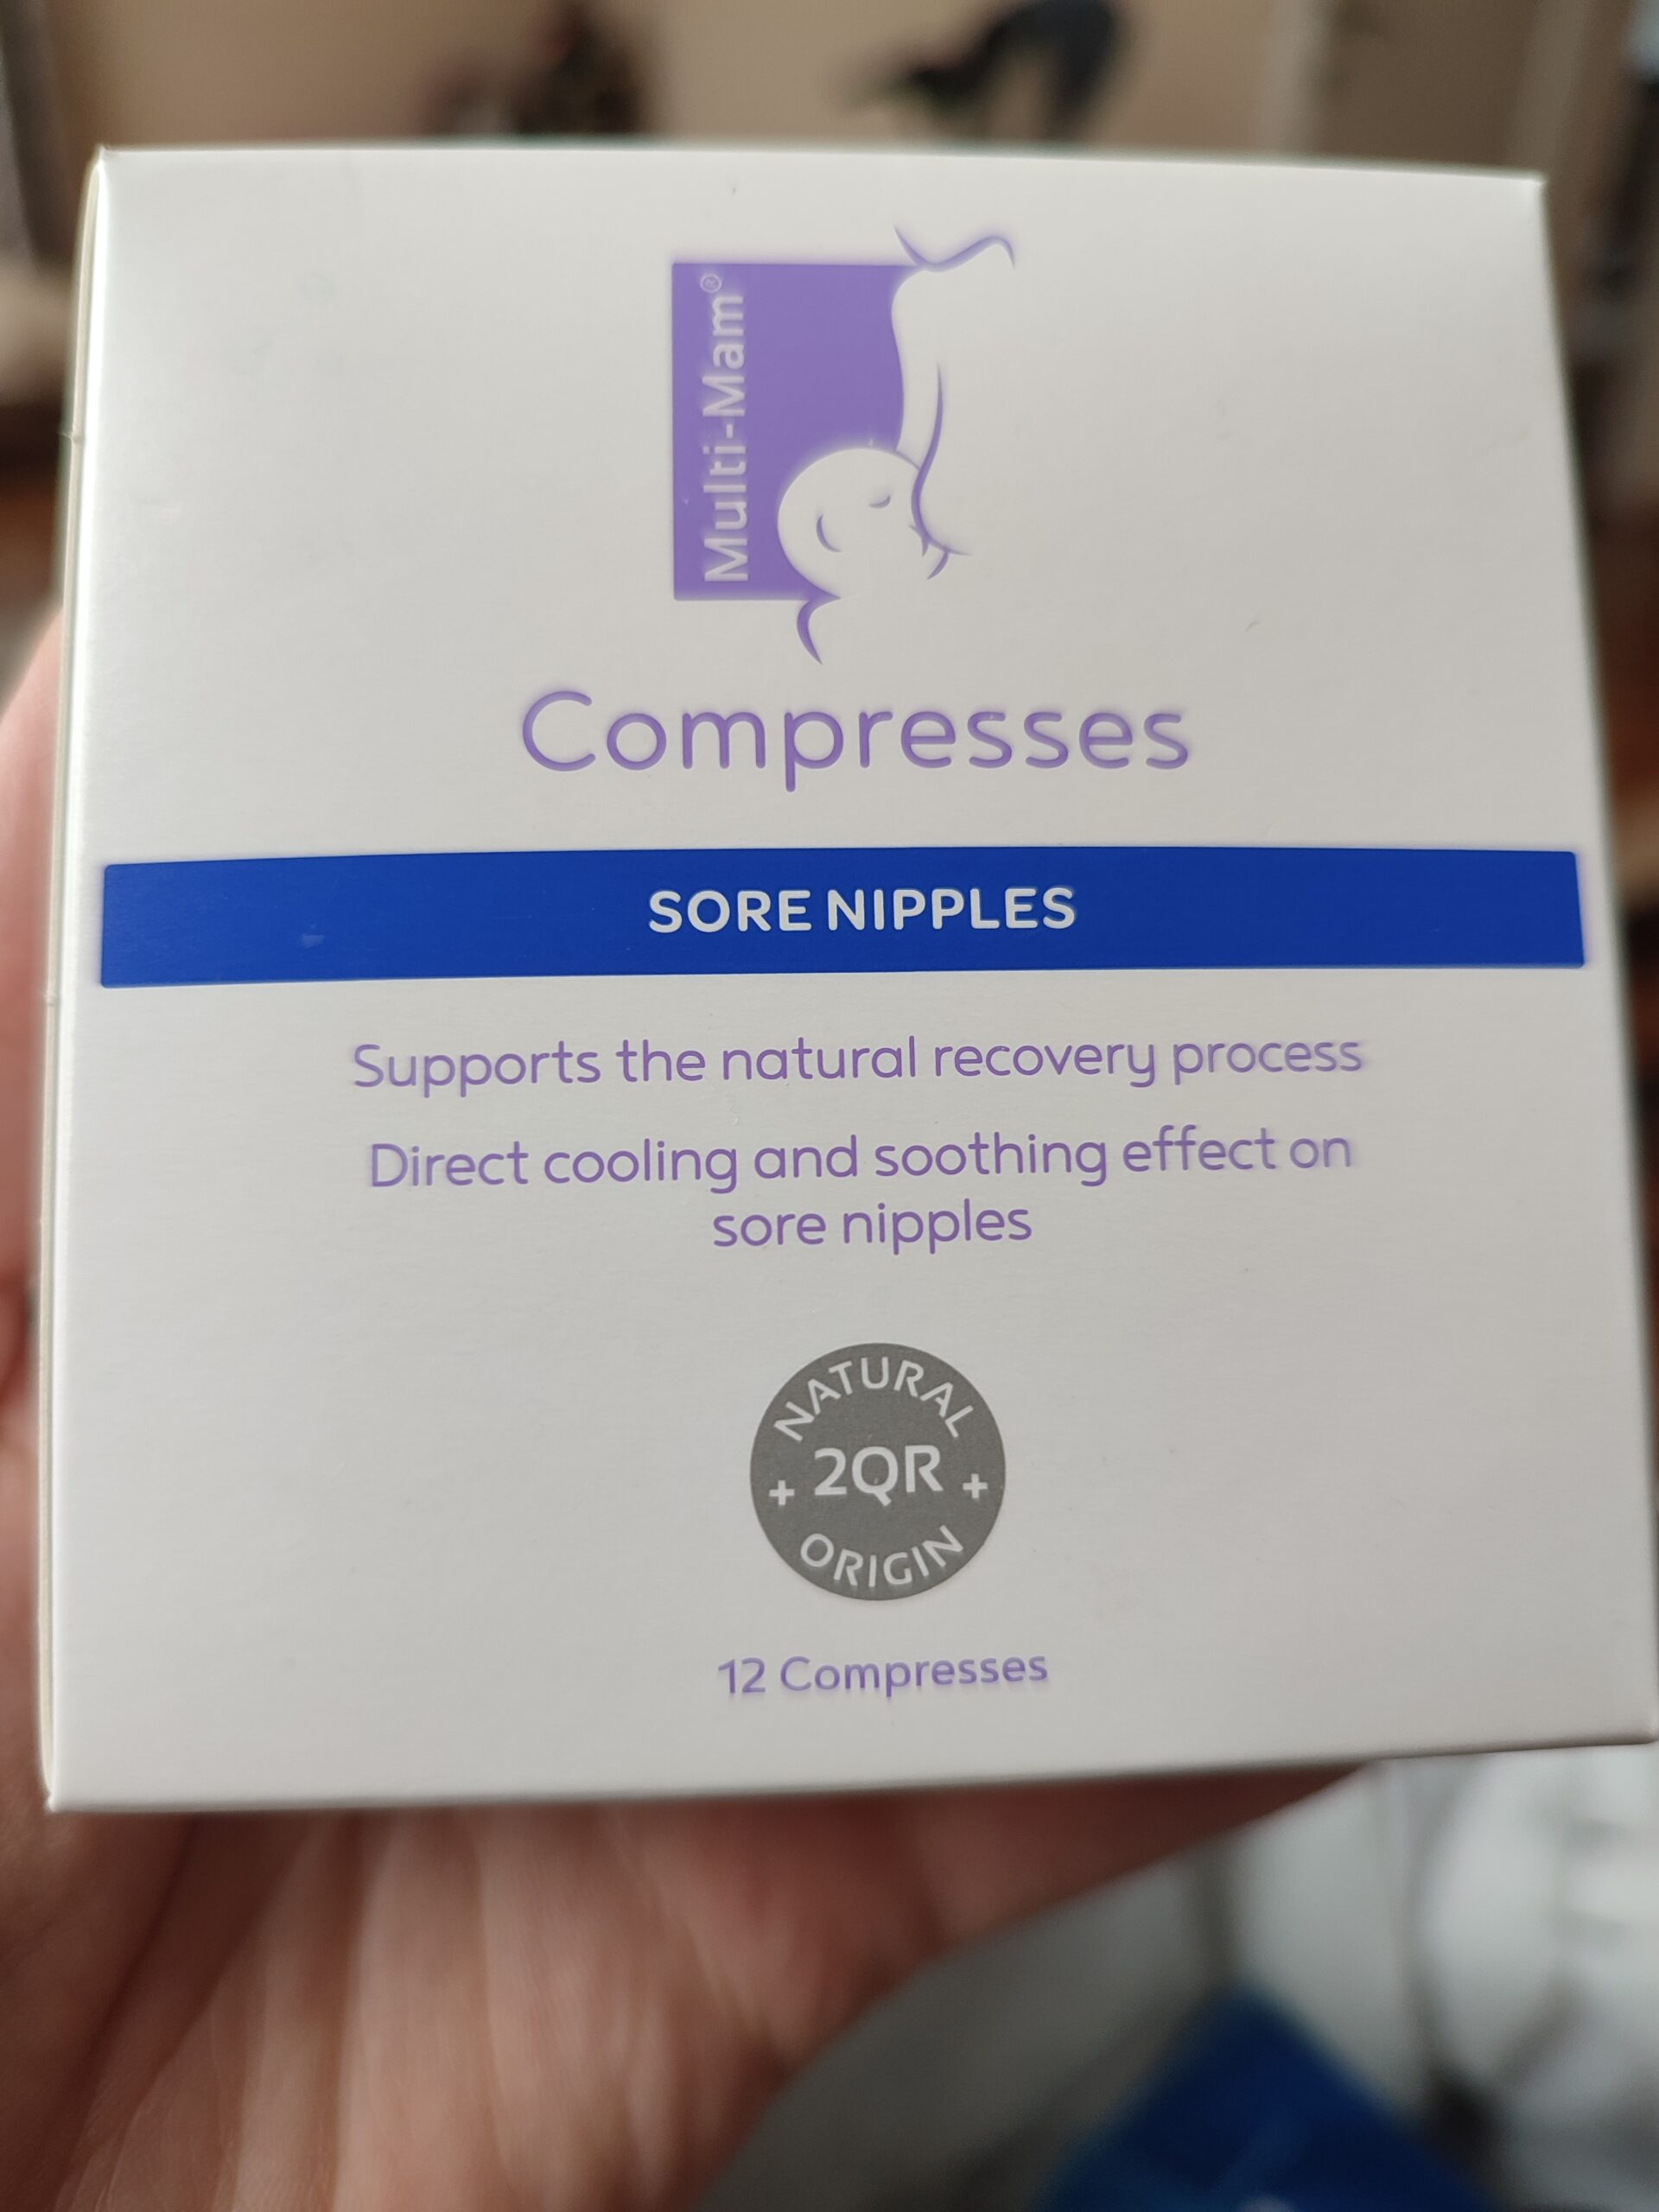 Multi-Mam®
Compresses
SORE NIPPLES
Supports the natural recovery process
Direct cooling and soothing effect on
sore nipples
NATURAL
+ 2QR +
ORIGIN
12 Compresses